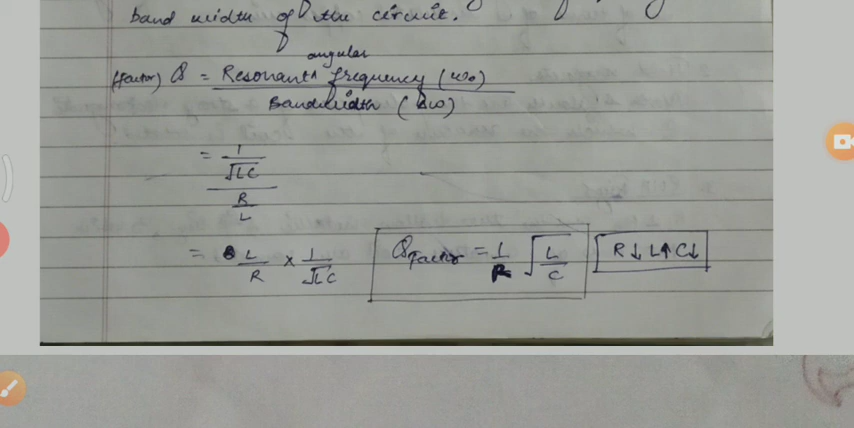 band width of the circuit.
angular
(factor) Q = Resonant ^ frequency (ω₀)
Bandwidth (Δω)
= 1
√LC
R
L
= L/R × 1/√LC  Q factor = 1/R √L/C  R↓ L↑ C↓